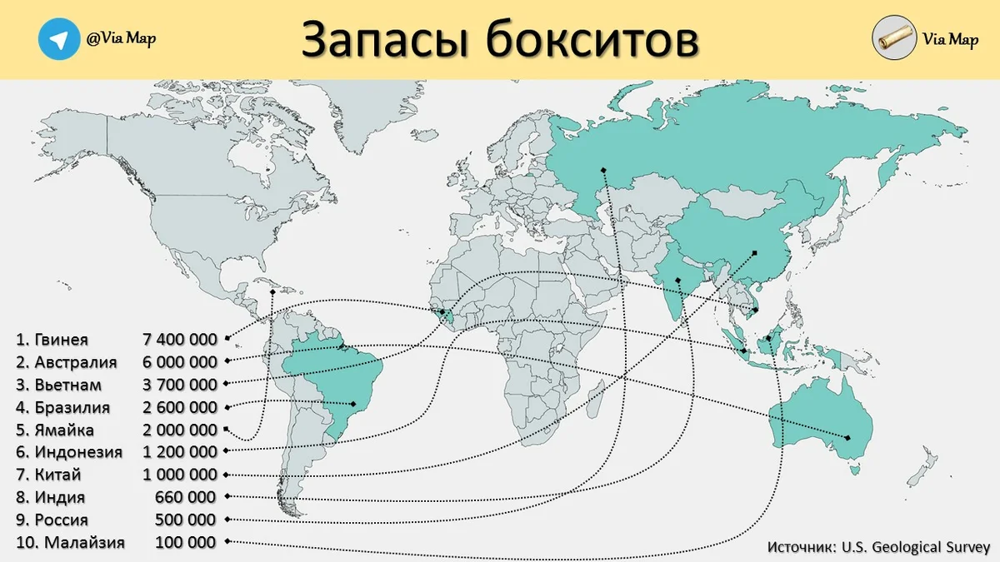 @Via Map
Запасы бокситов
Via Map
1. Гвинея 7 400 000
2. Австралия 6 000 000
3. Вьетнам 3 700 000
4. Бразилия 2 600 000
5. Ямайка 2 000 000
6. Индонезия 1 200 000
7. Китай 1 000 000
8. Индия 660 000
9. Россия 500 000
10. Малайзия 100 000
Источник: U.S. Geological Survey